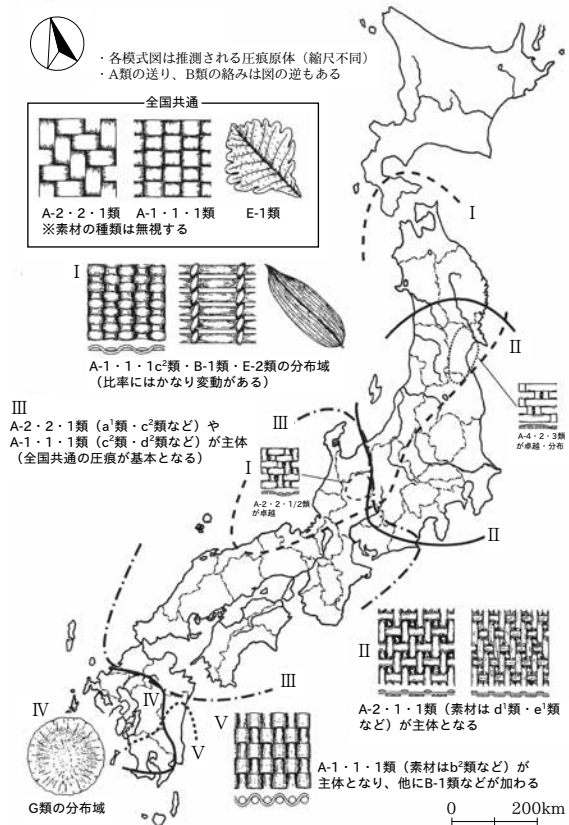 ・各模式図は推測される圧痕原体（縮尺不同）
・A類の送り、B類の絡みは図の逆もある
全国共通
A-2・2・1類
A-1・1・1類
E-1類
※素材の種類は無視する
I
I
A-1・1・1c²類・B-1類・E-2類の分布域
（比率にはかなり変動がある）
II
A-4・2・3類
が卓越・分布
III
A-2・2・1類（a¹類・c²類など）や
A-1・1・1類（c²類・d²類など）が主体
（全国共通の圧痕が基本となる）
III
I
A-2・2・1/2類
が卓越
II
III
II
A-2・1・1類（素材は d¹類・e¹類
など）が主体となる
IV
IV
V
V
A-1・1・1類（素材はb²類など）が
主体となり、他にB-1類などが加わる
G類の分布域
0 200km